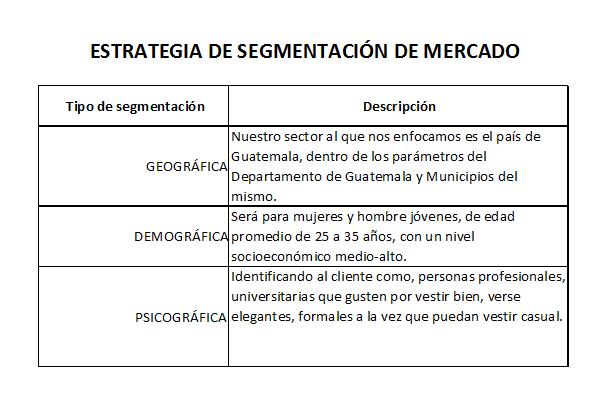 ESTRATEGIA DE SEGMENTACIÓN DE MERCADO
Tipo de segmentación
Descripción
GEOGRÁFICA
Nuestro sector al que nos enfocamos es el país de
Guatemala, dentro de los parámetros del
Departamento de Guatemala y Municipios del
mismo.
DEMOGRÁFICA
Será para mujeres y hombre jóvenes, de edad
promedio de 25 a 35 años, con un nivel
socioeconómico medio-alto.
PSICOGRÁFICA
Identificando al cliente como, personas profesionales,
universitarias que gusten por vestir bien, verse
elegantes, formales a la vez que puedan vestir casual.